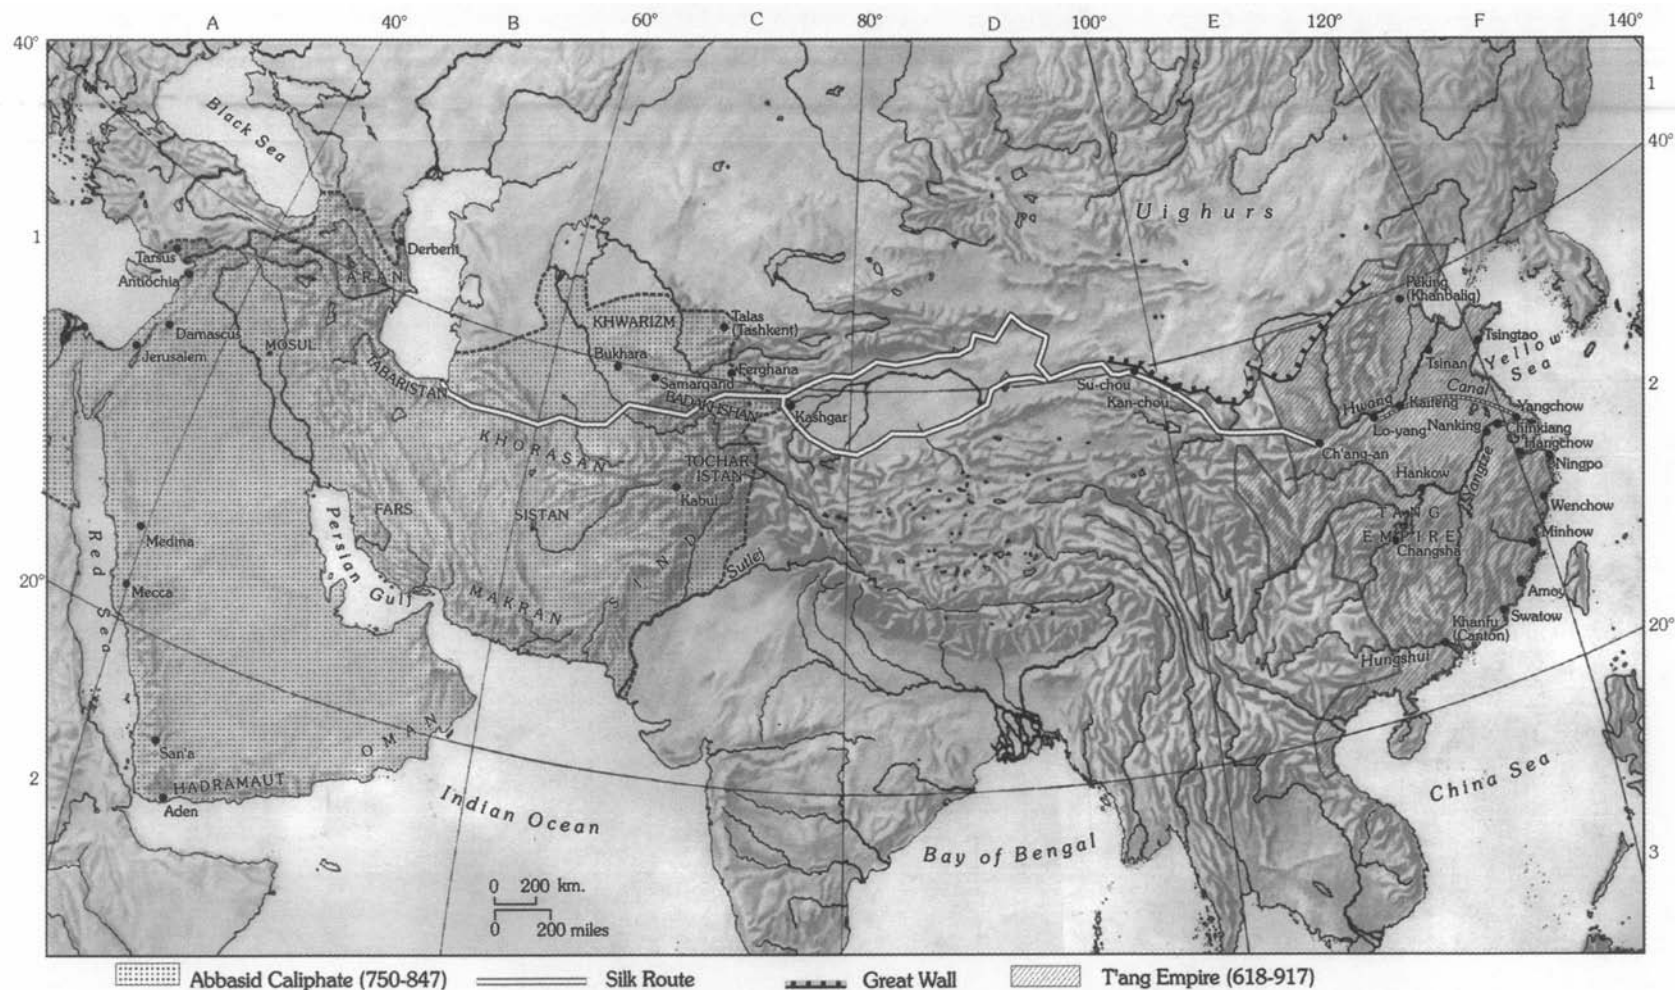 A 40° B 60° C 80° D 100° E 120° F 140°
40°
1
40°
Black Sea
Uighurs
1
Derbent
Tarsus
ARAN
Antiochia
Peking
(Khanbaliq)
Talas
(Tashkent)
KHWARIZM
Damascus
Tsingtao
MOSUL
Jerusalem
Bukhara
Tsinan
Yellow
Sea
Ferghana
TABARISTAN
Samarqand
Su-chou
2
Canal
BADAKHSHAN
Kan-chou
Hwang
Kaifeng
Yangchow
Kashgar
Lo-yang
Nanking
Chinkiang
Hangchow
KHORASAN
Ch'ang-an
TOCHAR
ISTAN
Ningpo
Hankow
Kabul
Yangtze
FARS
SISTAN
Wenchow
TANG
EMPIRE
Minhow
Medina
Changsha
Red Sea
Persian Gulf
SIND
Sutlej
20°
Mecca
MAKRAN
Amoy
Swatow
Khanfu
(Canton)
20°
Hungshui
San'a
OMAN
2
HADRAMAUT
China Sea
Aden
Indian Ocean
Bay of Bengal
3
0 200 km.
0 200 miles
Abbasid Caliphate (750-847) Silk Route Great Wall T'ang Empire (618-917)